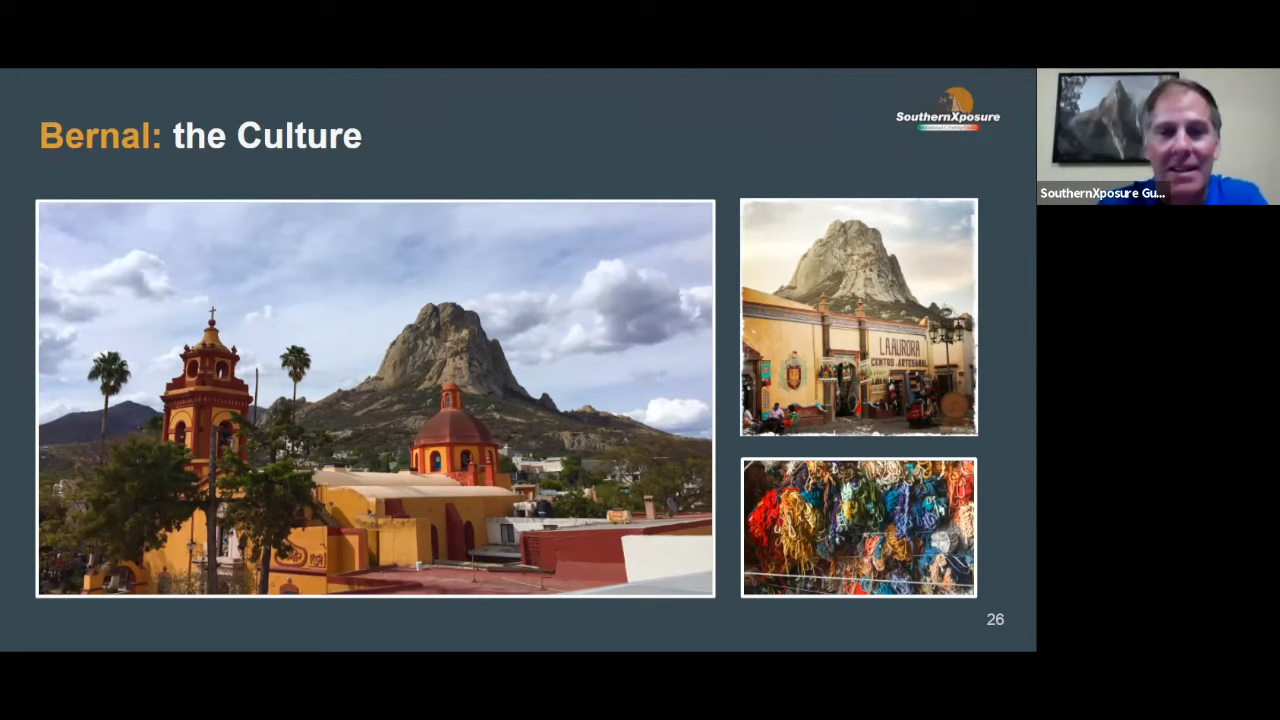 Bernal: the Culture
SouthernXposure
SouthernXposure Gu...
LA AURORA
CENTRO ARTESANAL
26